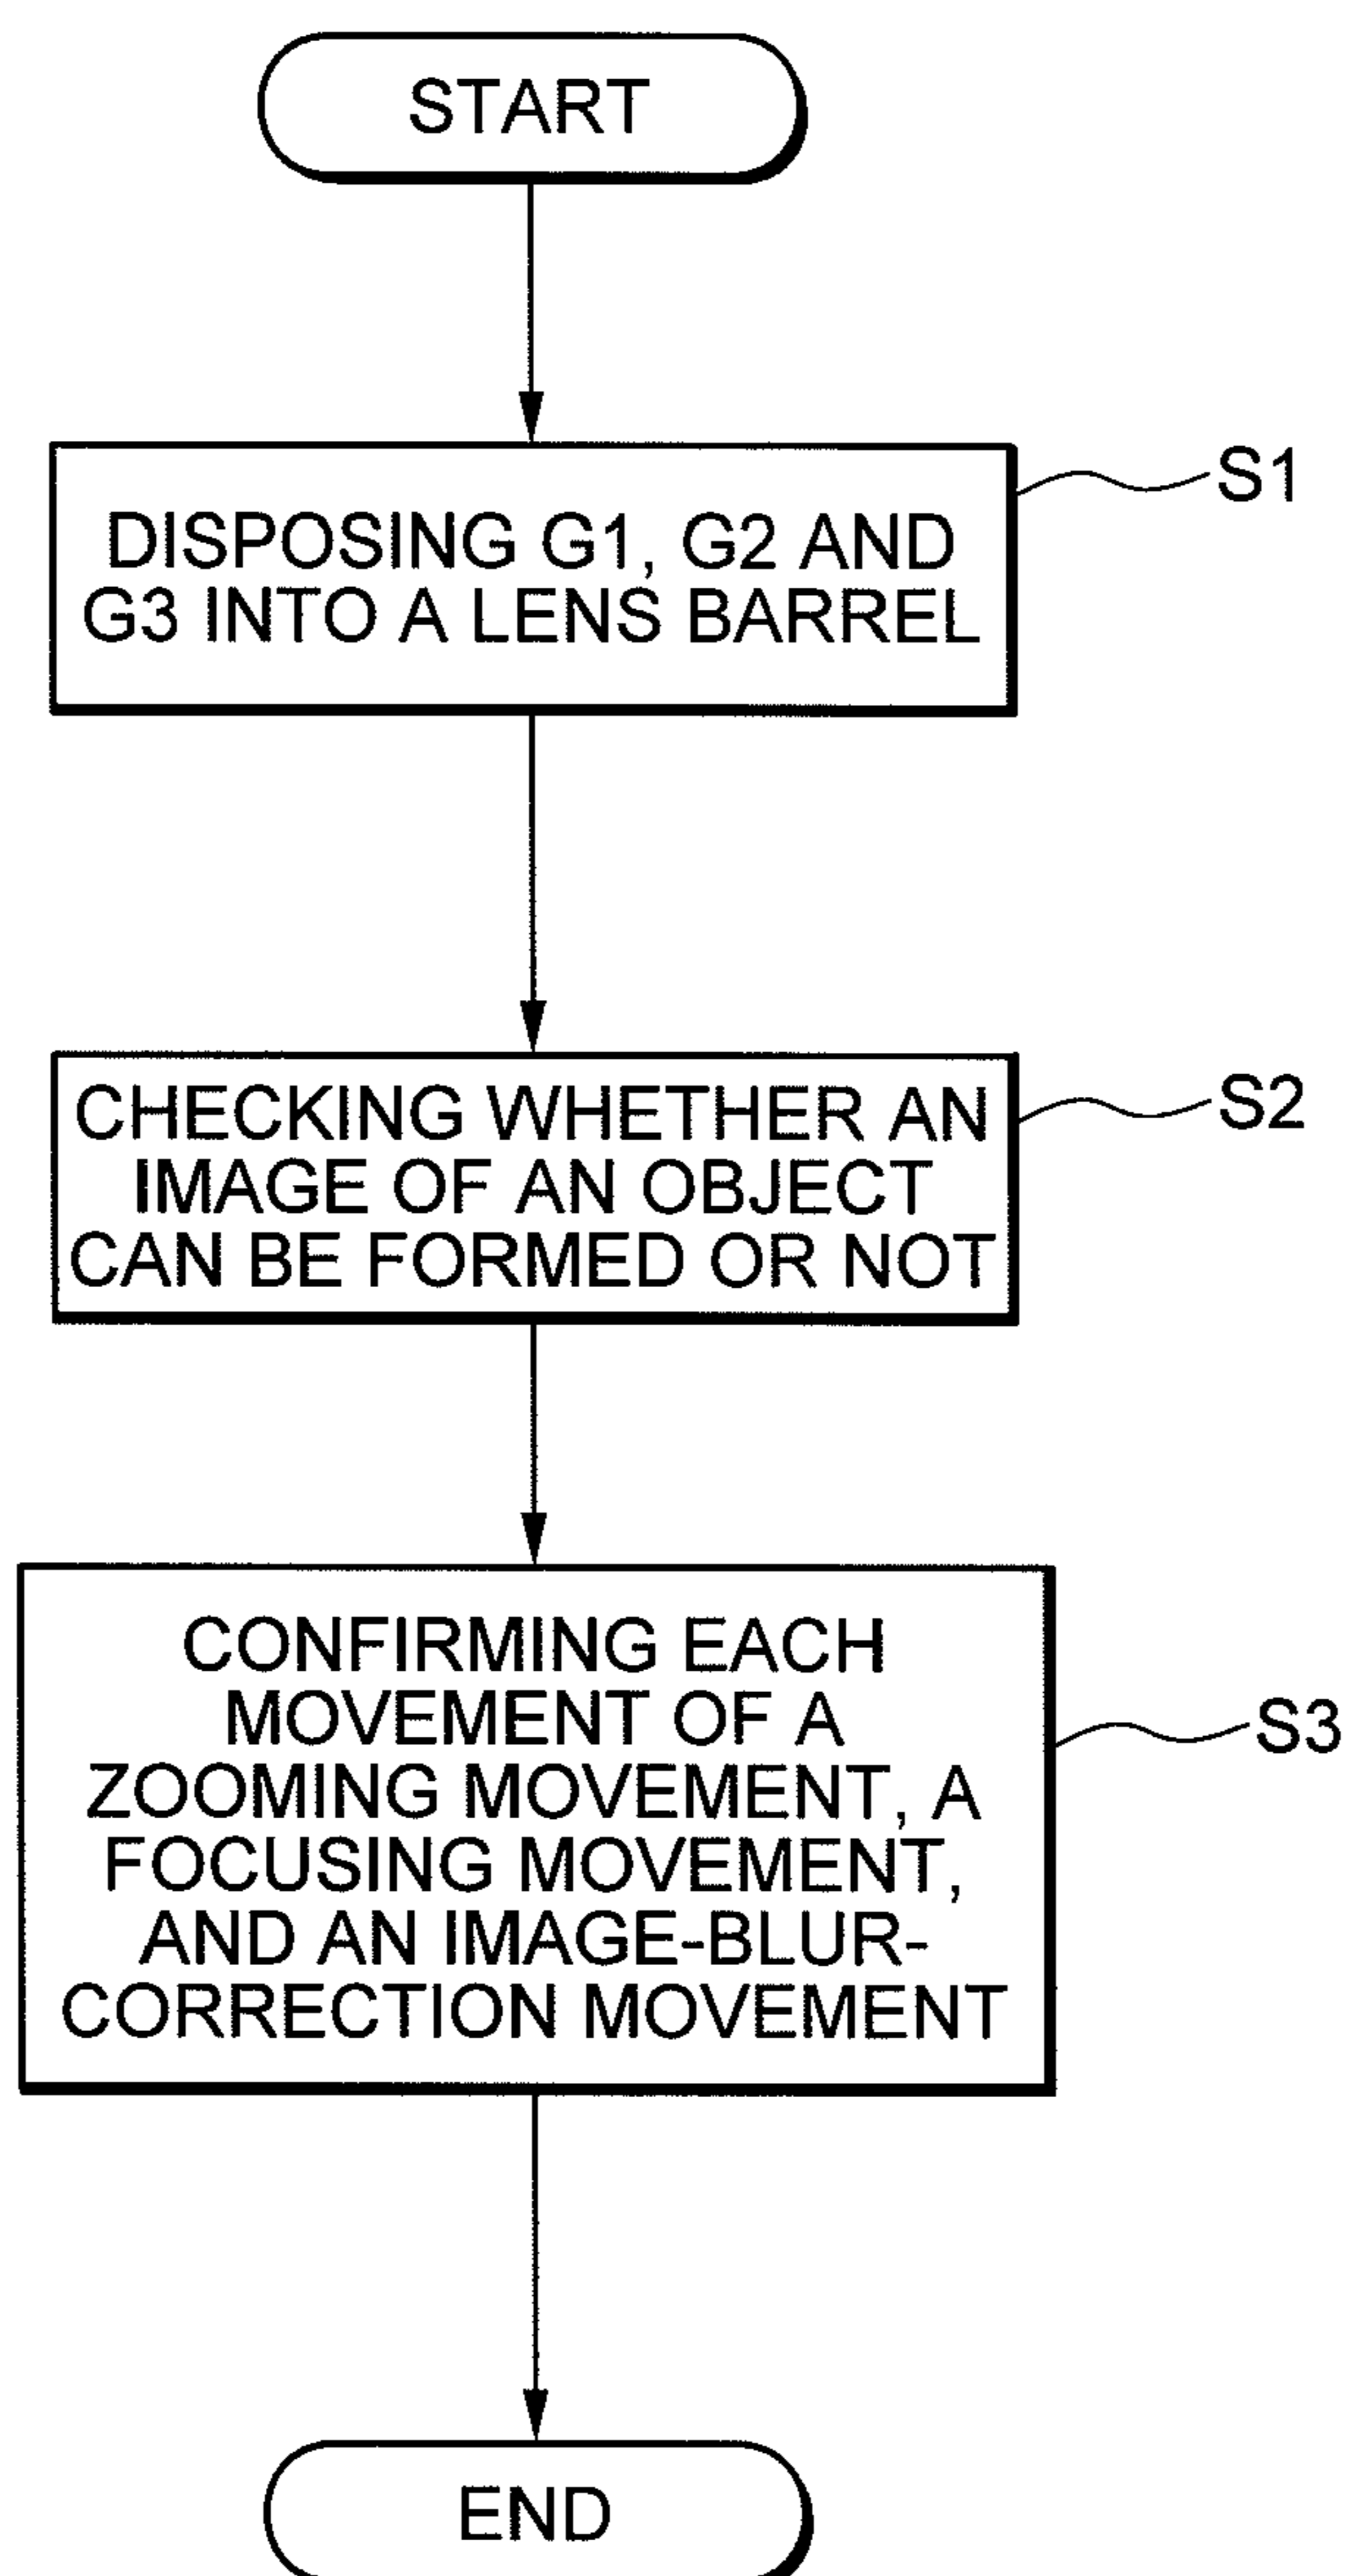 START
S1
DISPOSING G1, G2 AND
G3 INTO A LENS BARREL
S2
CHECKING WHETHER AN
IMAGE OF AN OBJECT
CAN BE FORMED OR NOT
S3
CONFIRMING EACH
MOVEMENT OF A
ZOOMING MOVEMENT, A
FOCUSING MOVEMENT,
AND AN IMAGE-BLUR-
CORRECTION MOVEMENT
END